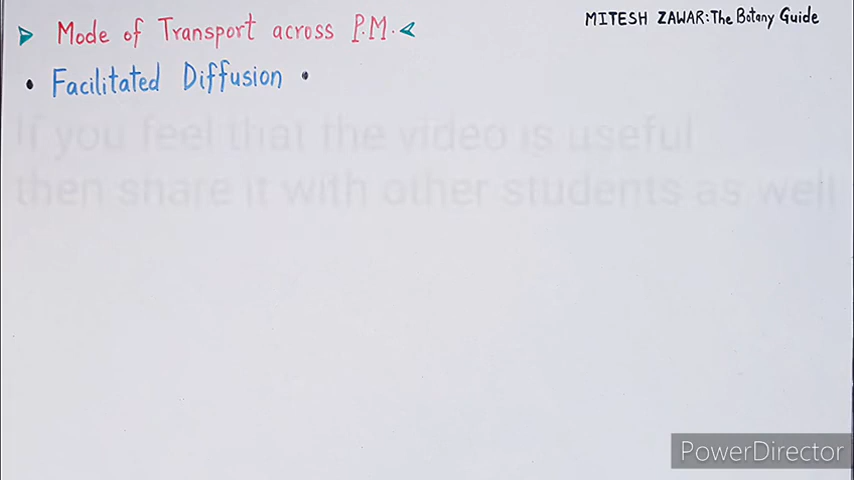 Mode of Transport across P.M.
MITESH ZAWAR: The Botany Guide
• Facilitated Diffusion •
If you feel that the video is useful
then share it with other students as well
PowerDirector